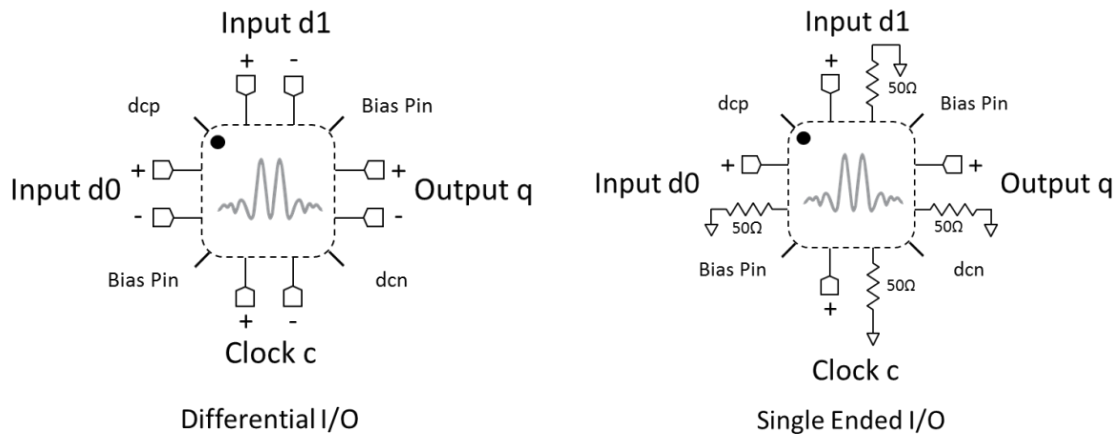 Input d1
+ -
dcp
Bias Pin
+
+
Input d0
Output q
-
-
Bias Pin
dcn
+ -
Clock c
Differential I/O
Input d1
+
50Ω
dcp
Bias Pin
+
+
Input d0
Output q
50Ω
50Ω
Bias Pin
dcn
50Ω
+
Clock c
Single Ended I/O